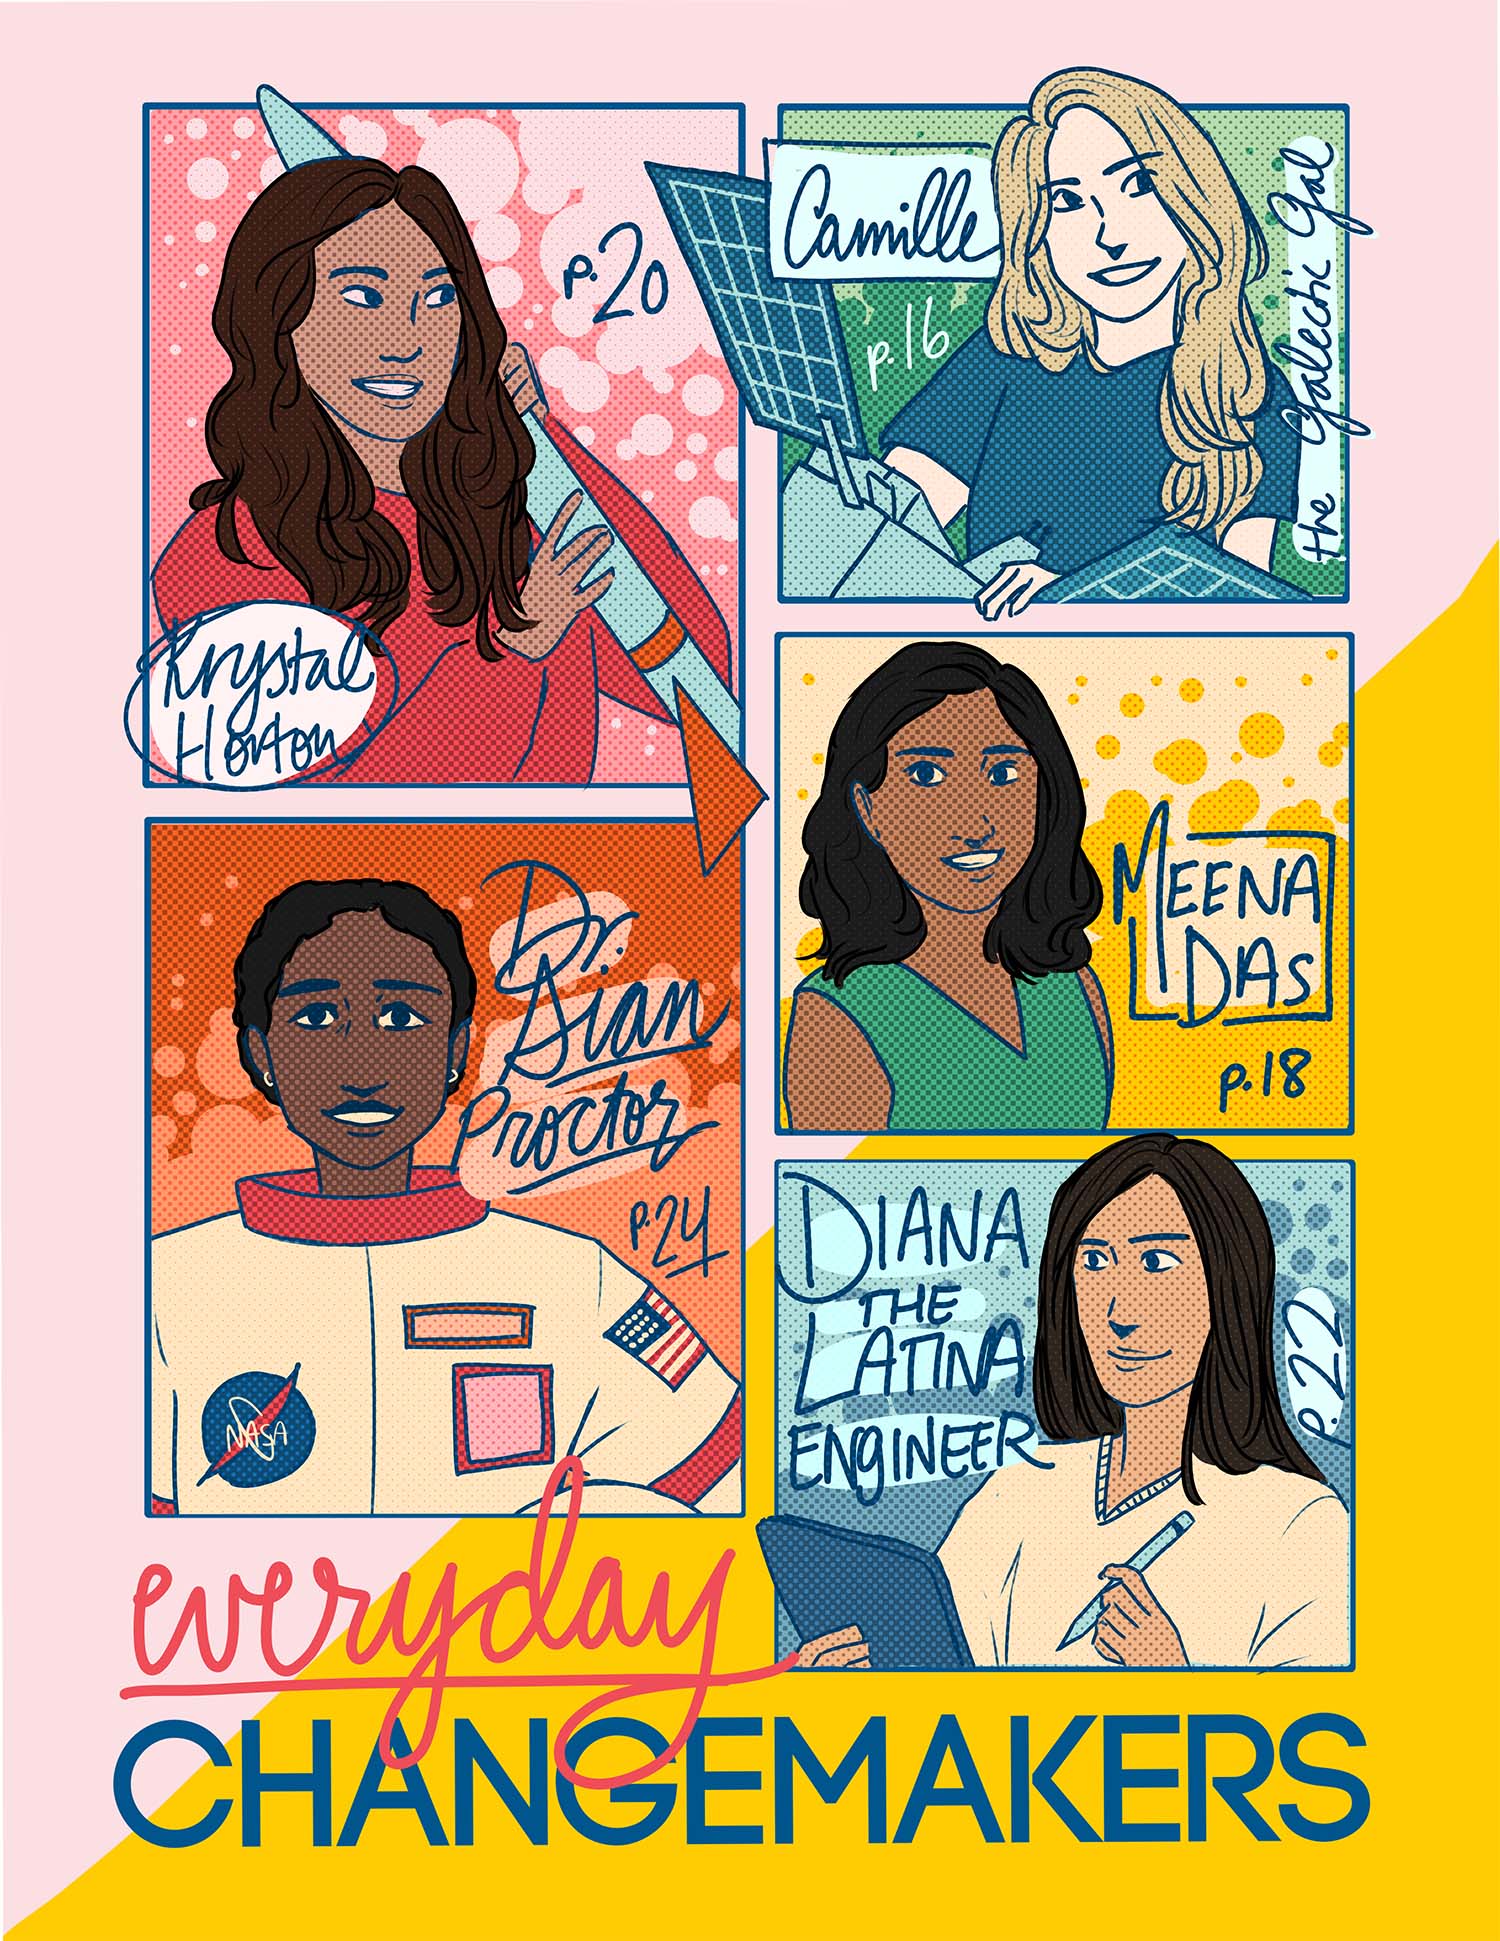 p.20
Krystal
Horton
Camille
the Galectic Gal
p.16
Dr.
Sian
Proctor
p.24
NASA
MEENA
DAS
p.18
DIANA
THE
LATINA
ENGINEER
p.22
everyday
CHANGEMAKERS